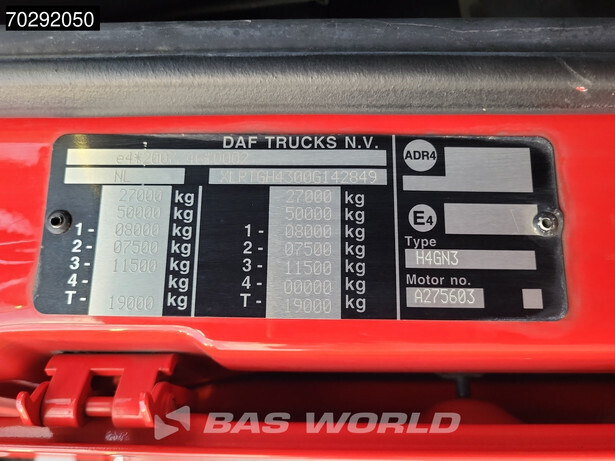 70292050
DAF TRUCKS N.V.
NL XLRTGH4300G142849
27000 kg 27000 kg
50000 kg 50000 kg
1- 08000 kg 1- 08000 kg
2- 07500 kg 2- 07500 kg
3- 11500 kg 3- 11500 kg
4- kg 4- 00000 kg
T- 19000 kg T- 19000 kg
ADR4
E4
Type
H4GN3
Motor no.
A275603
BAS WORLD